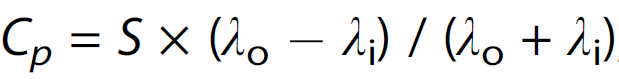 Cₚ = S × (λₒ − λᵢ) / (λₒ + λᵢ)